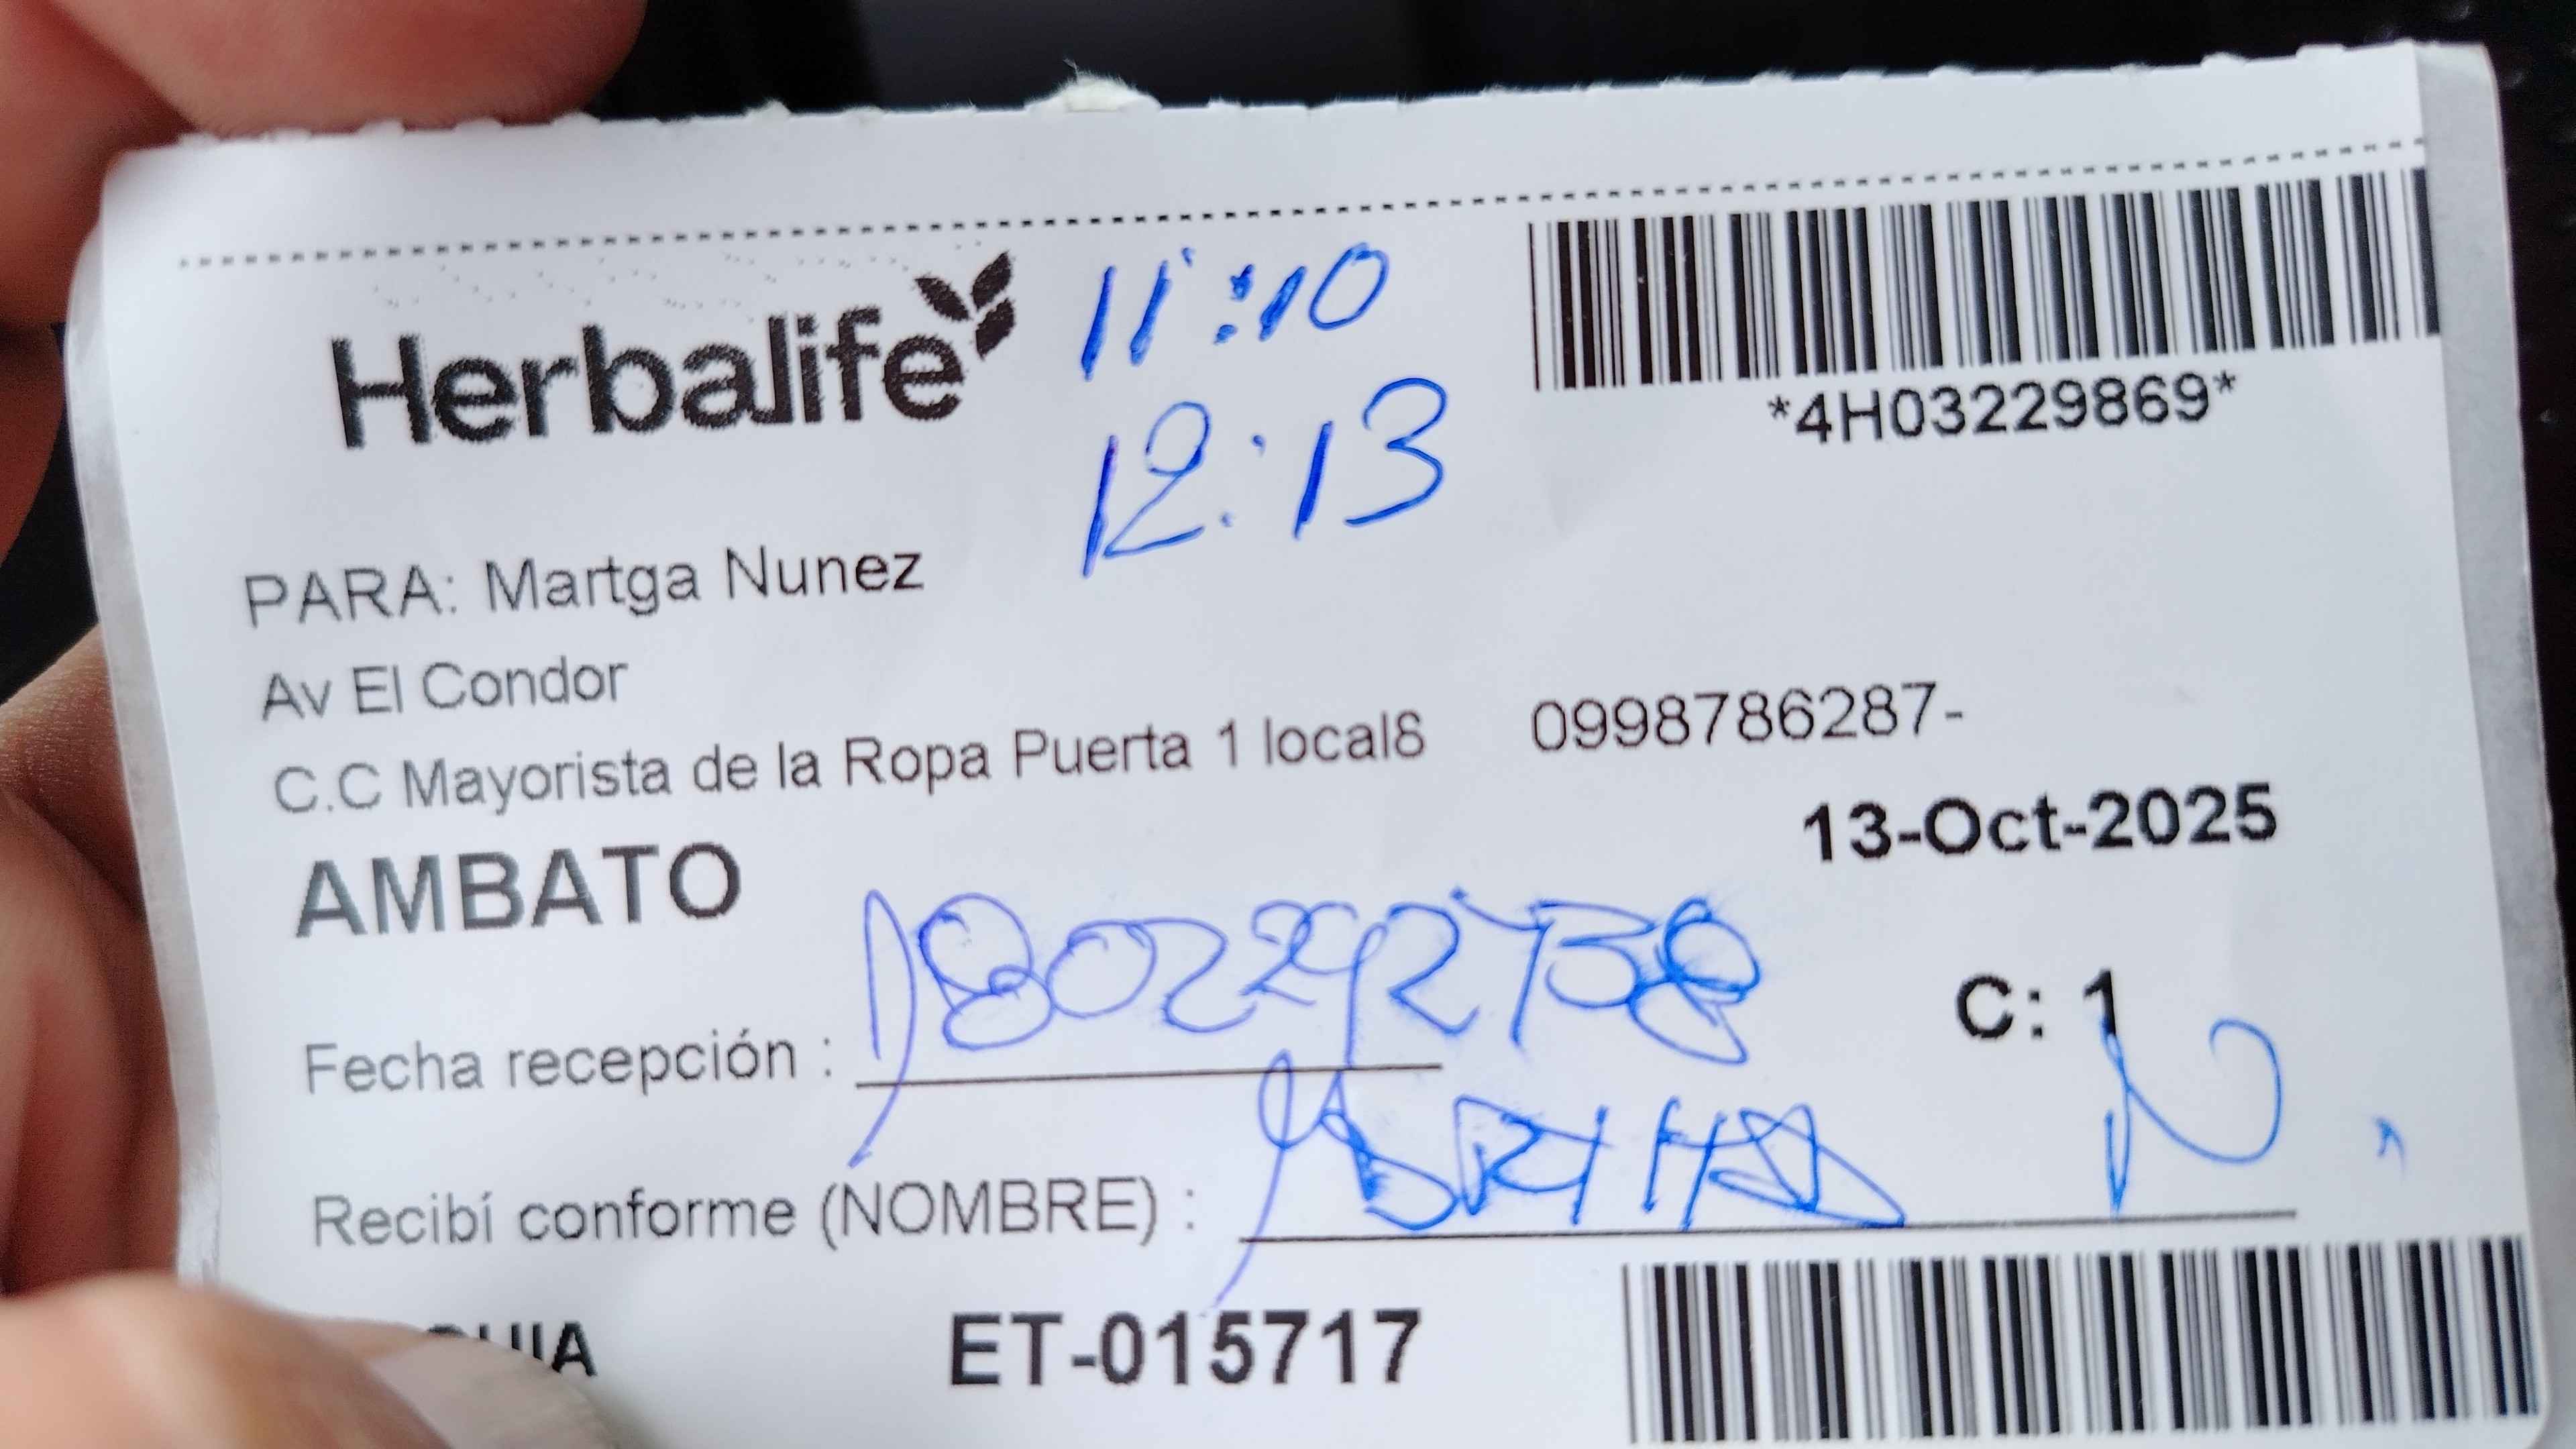 Herbalife
11:10
12:13
*4H03229869*
PARA: Martga Nunez
Av El Condor
C.C Mayorista de la Ropa Puerta 1 local8 0998786287-
13-Oct-2025
AMBATO
C: 1
Fecha recepción :
Recibí conforme (NOMBRE) :
ET-015717